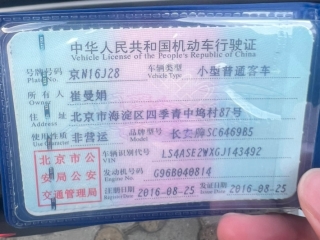 中华人民共和国机动车行驶证
Vehicle License of the People's Republic of China
号牌号码 京N16J28 车辆类型 小型普通客车
Plate No. Vehicle Type
所有人 崔曼娟
Owner
住址 北京市海淀区四季青中坞村87号
Address
使用性质 非营运 品牌型号 长安牌SC6469B5
Use Character Model
北京市公 车辆识别代号 LS4ASE2WXGJ143492
VIN
安局公安 发动机号码 G96B040814
Engine No.
交通管理局 注册日期 2016-08-25 发证日期 2016-08-25
Register Date Issue Date